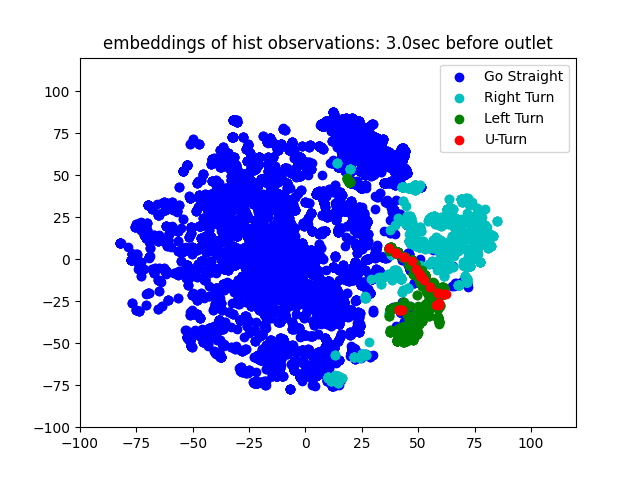 embeddings of hist observations: 3.0sec before outlet
Go Straight
Right Turn
Left Turn
U-Turn
100
75
50
25
0
−25
−50
−75
−100
−100 −75 −50 −25 0 25 50 75 100